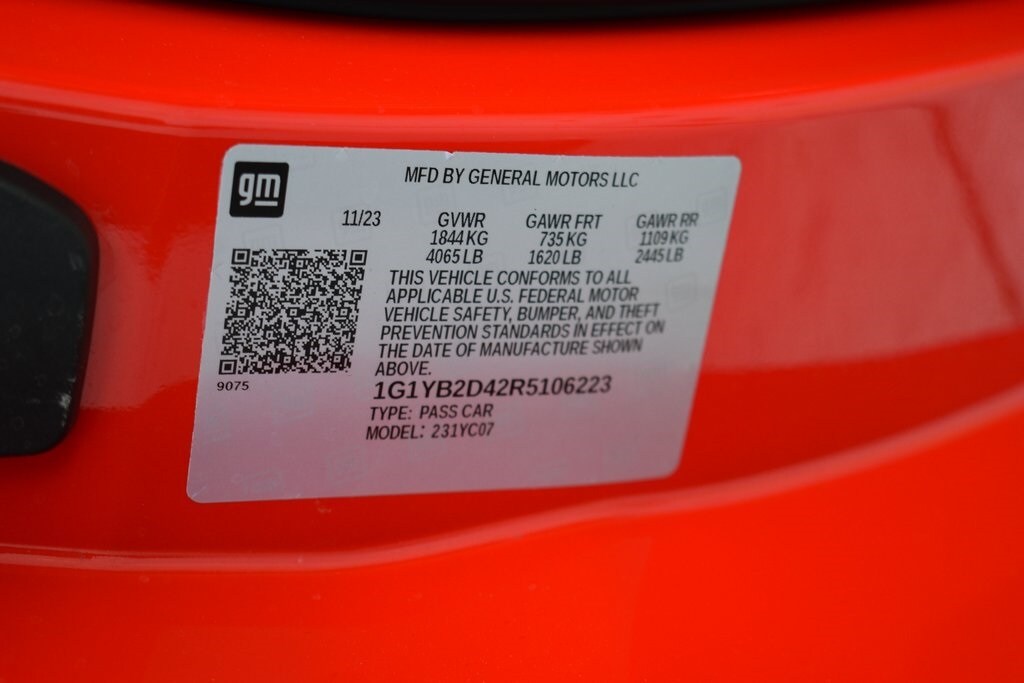 gm
MFD BY GENERAL MOTORS LLC
11/23 GVWR GAWR FRT GAWR RR
1844 KG 735 KG 1109 KG
4065 LB 1620 LB 2445 LB
THIS VEHICLE CONFORMS TO ALL
APPLICABLE U.S. FEDERAL MOTOR
VEHICLE SAFETY, BUMPER, AND THEFT
PREVENTION STANDARDS IN EFFECT ON
THE DATE OF MANUFACTURE SHOWN
ABOVE.
9075
1G1YB2D42R5106223
TYPE: PASS CAR
MODEL: 231YC07